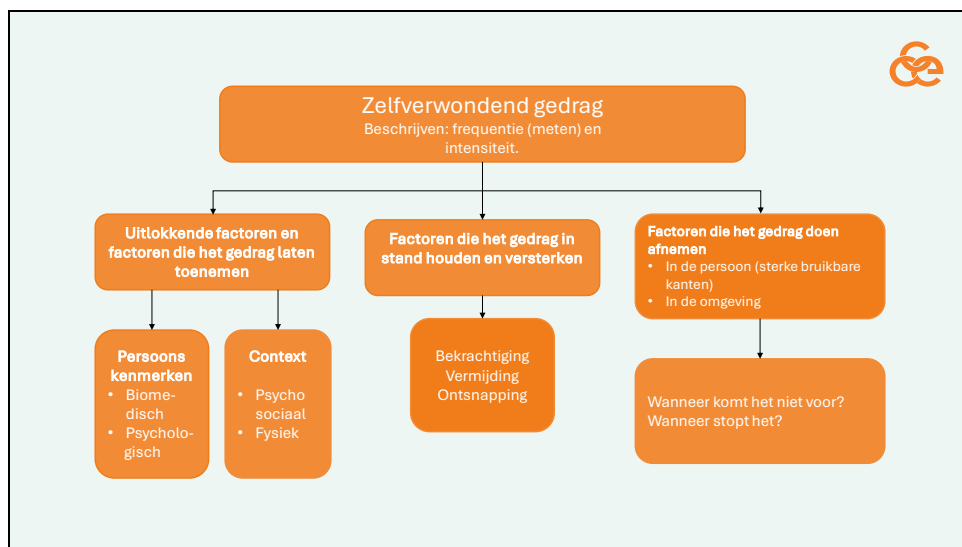 cce
Zelfverwondend gedrag
Beschrijven: frequentie (meten) en
intensiteit.
Uitlokkende factoren en
factoren die het gedrag laten
toenemen
Factoren die het gedrag in
stand houden en versterken
Factoren die het gedrag doen
afnemen
• In de persoon (sterke bruikbare
kanten)
• In de omgeving
Persoons
kenmerken
• Biome-
disch
• Psycholo-
gisch
Context
• Psycho
sociaal
• Fysiek
Bekrachtiging
Vermijding
Ontsnapping
Wanneer komt het niet voor?
Wanneer stopt het?